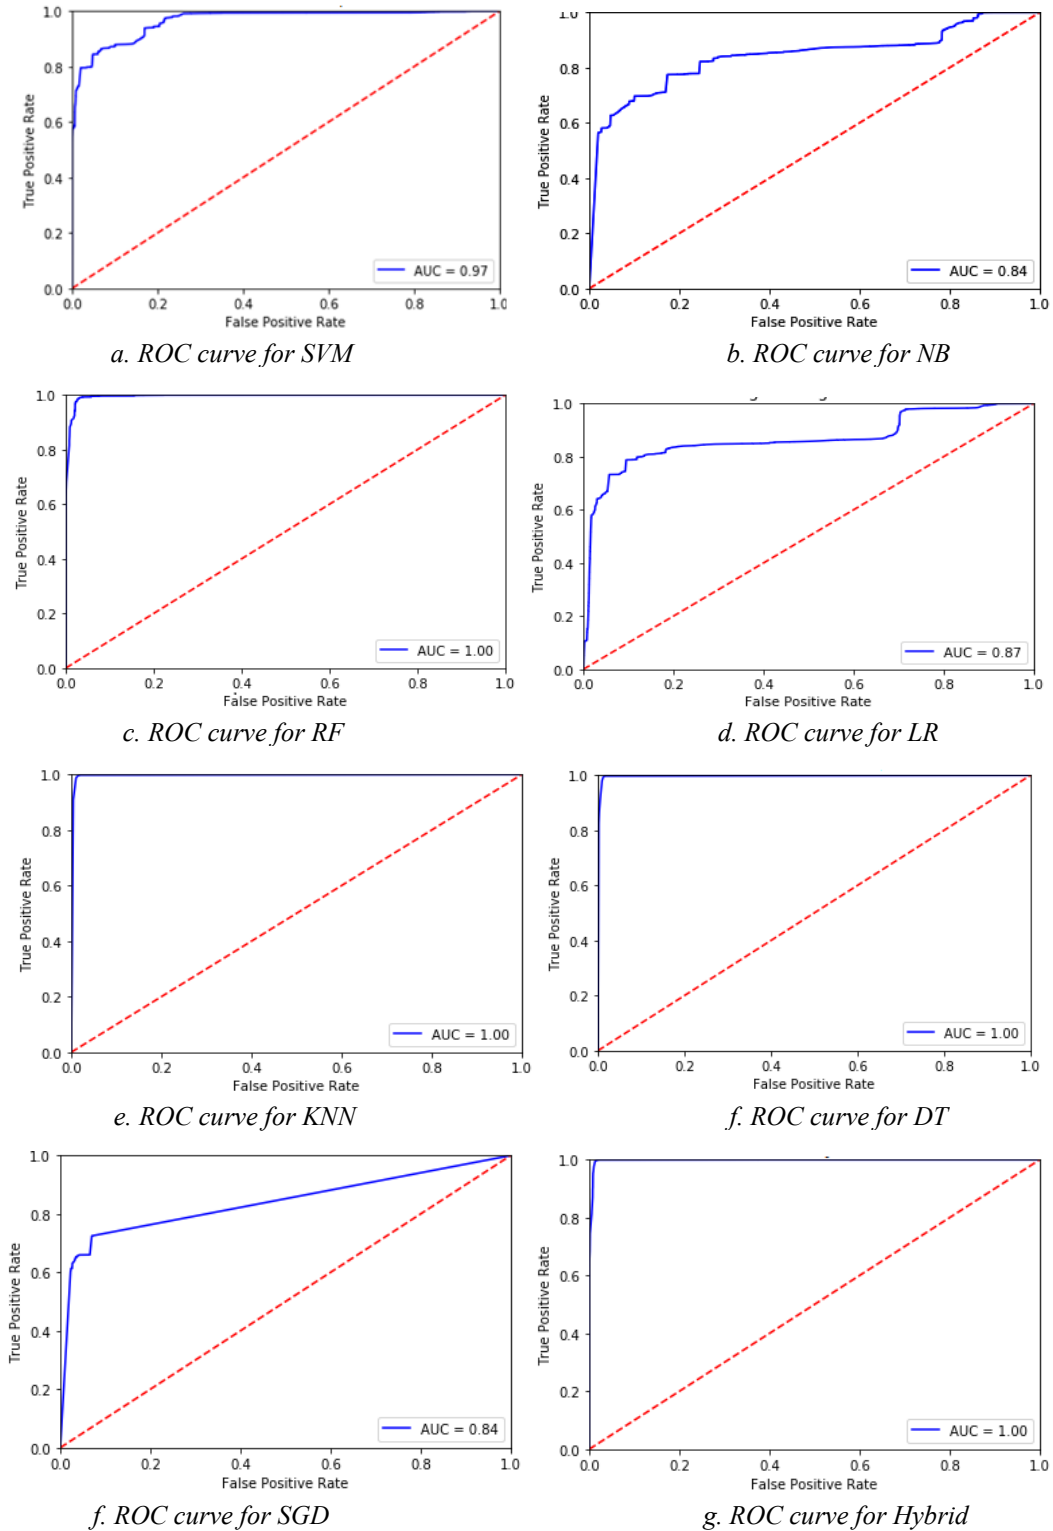 1.0
0.8
0.6
0.4
0.2
0.0
True Positive Rate
AUC = 0.97
0.0 0.2 0.4 0.6 0.8 1.0
False Positive Rate
a. ROC curve for SVM
1.0
0.8
0.6
0.4
0.2
0.0
True Positive Rate
AUC = 0.84
0.0 0.2 0.4 0.6 0.8 1.0
False Positive Rate
b. ROC curve for NB
1.0
0.8
0.6
0.4
0.2
0.0
True Positive Rate
AUC = 1.00
0.0 0.2 0.4 0.6 0.8 1.0
False Positive Rate
c. ROC curve for RF
1.0
0.8
0.6
0.4
0.2
0.0
True Positive Rate
AUC = 0.87
0.0 0.2 0.4 0.6 0.8 1.0
False Positive Rate
d. ROC curve for LR
1.0
0.8
0.6
0.4
0.2
0.0
True Positive Rate
AUC = 1.00
0.0 0.2 0.4 0.6 0.8 1.0
False Positive Rate
e. ROC curve for KNN
1.0
0.8
0.6
0.4
0.2
0.0
True Positive Rate
AUC = 1.00
0.0 0.2 0.4 0.6 0.8 1.0
False Positive Rate
f. ROC curve for DT
1.0
0.8
0.6
0.4
0.2
0.0
True Positive Rate
AUC = 0.84
0.0 0.2 0.4 0.6 0.8 1.0
False Positive Rate
f. ROC curve for SGD
1.0
0.8
0.6
0.4
0.2
0.0
True Positive Rate
AUC = 1.00
0.0 0.2 0.4 0.6 0.8 1.0
False Positive Rate
g. ROC curve for Hybrid